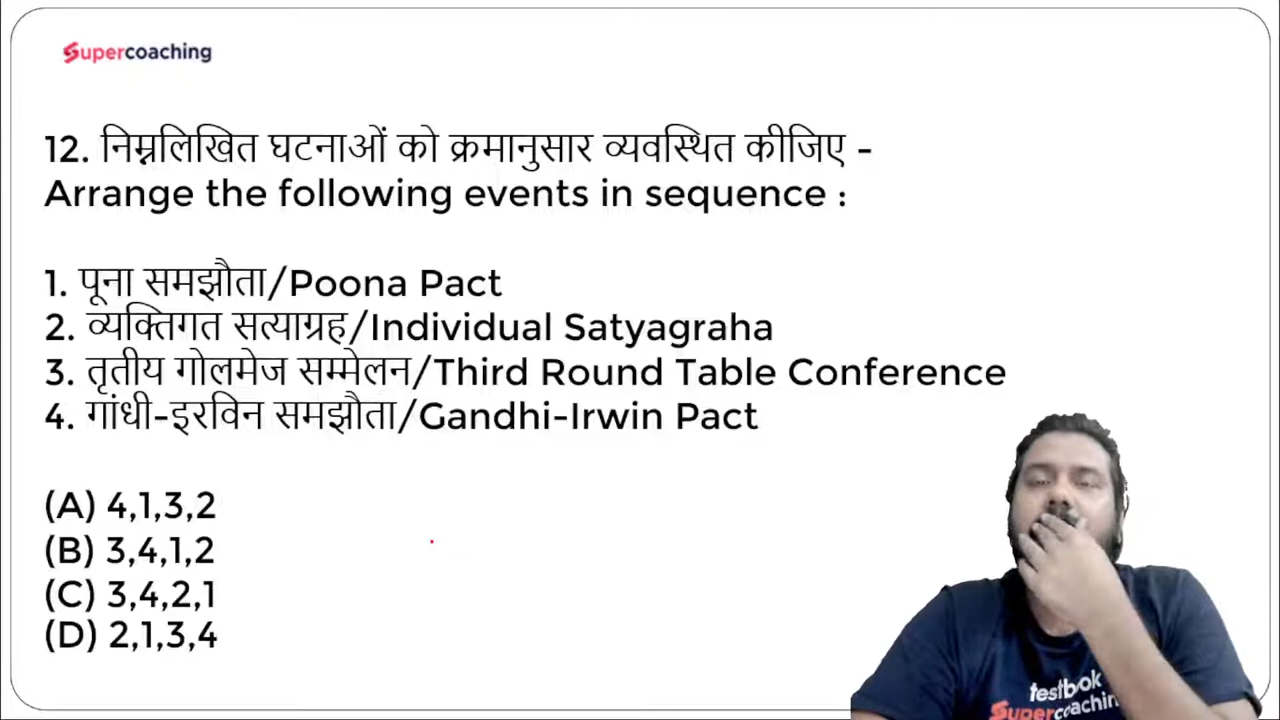 Supercoaching
12. निम्नलिखित घटनाओं को क्रमानुसार व्यवस्थित कीजिए -
Arrange the following events in sequence :
1. पूना समझौता/Poona Pact
2. व्यक्तिगत सत्याग्रह/Individual Satyagraha
3. तृतीय गोलमेज सम्मेलन/Third Round Table Conference
4. गांधी-इरविन समझौता/Gandhi-Irwin Pact
(A) 4,1,3,2
(B) 3,4,1,2
(C) 3,4,2,1
(D) 2,1,3,4
testbook
Supercoachin